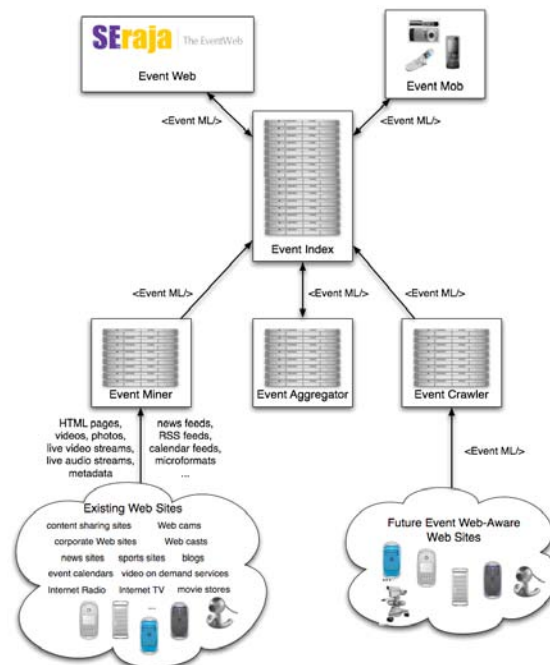 SEraja | The EventWeb
Event Web
Event Mob
<Event ML/>
<Event ML/>
Event Index
<Event ML/>
<Event ML/>
<Event ML/>
Event Miner
Event Aggregator
Event Crawler
HTML pages,
videos, photos,
live video streams,
live audio streams,
metadata
news feeds,
RSS feeds,
calendar feeds,
microformats
...
<Event ML/>
Existing Web Sites
content sharing sites Web cams
corporate Web sites Web casts
news sites sports sites blogs
event calendars video on demand services
Internet Radio Internet TV movie stores
Future Event Web-Aware
Web Sites